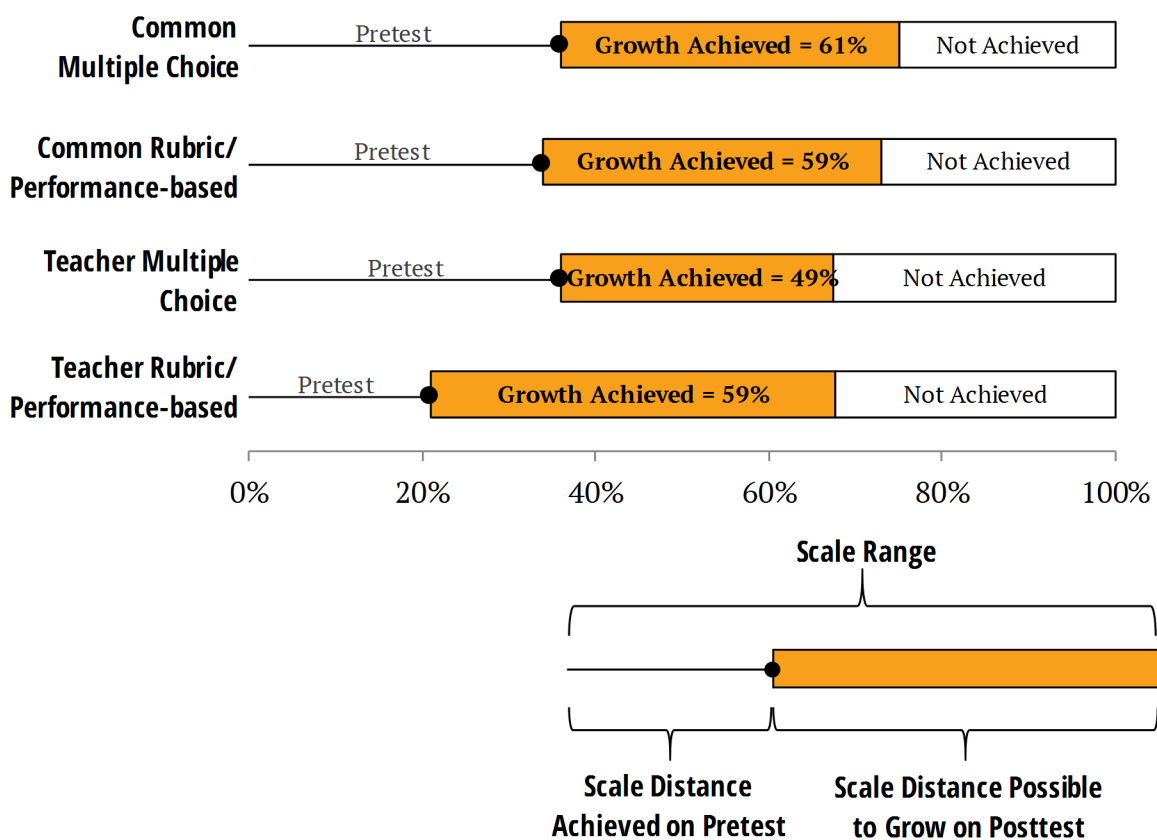 Common
Multiple Choice
Pretest
Growth Achieved = 61%
Not Achieved
Common Rubric/
Performance-based
Pretest
Growth Achieved = 59%
Not Achieved
Teacher Multiple
Choice
Pretest
Growth Achieved = 49%
Not Achieved
Teacher Rubric/
Performance-based
Pretest
Growth Achieved = 59%
Not Achieved
0% 20% 40% 60% 80% 100%
Scale Range
Scale Distance
Achieved on Pretest
Scale Distance Possible
to Grow on Posttest